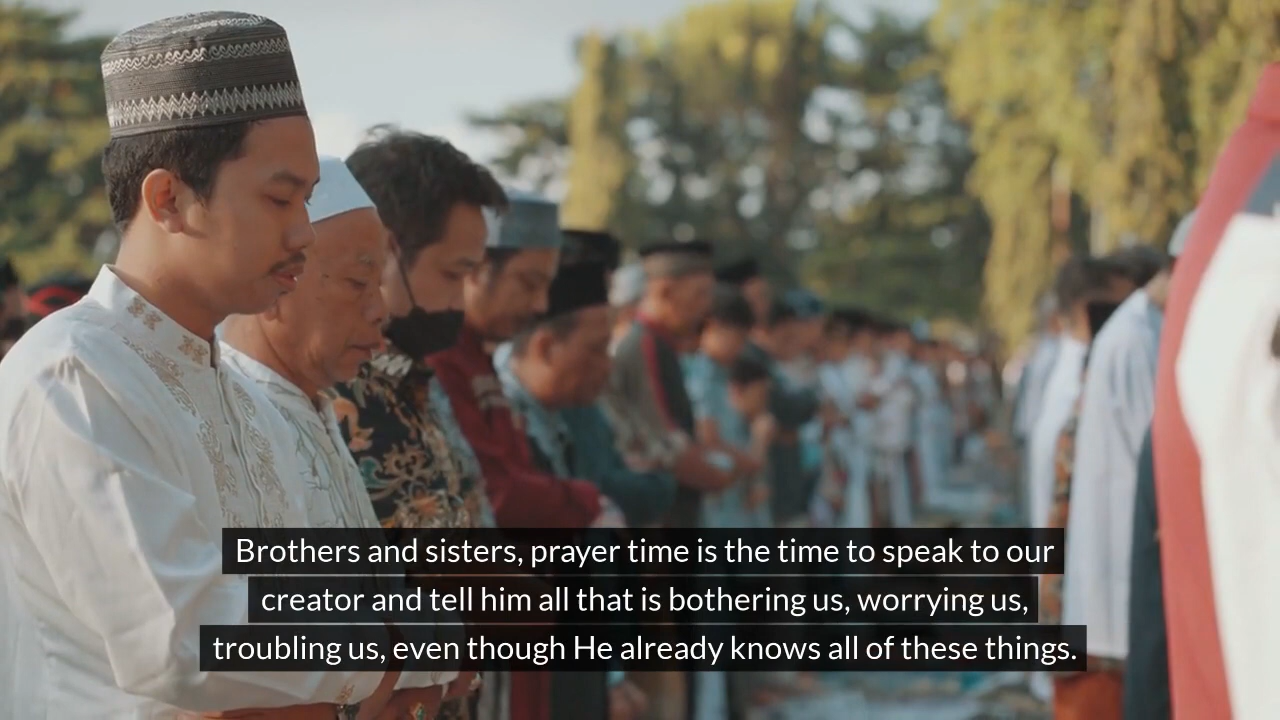 Brothers and sisters, prayer time is the time to speak to our
creator and tell him all that is bothering us, worrying us,
troubling us, even though He already knows all of these things.